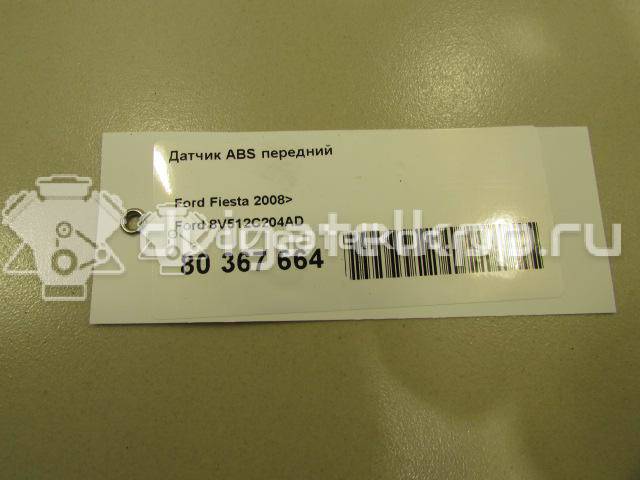 Датчик ABS передний
Ford Fiesta 2008>
Ford 8V512C204AD
80 367 664